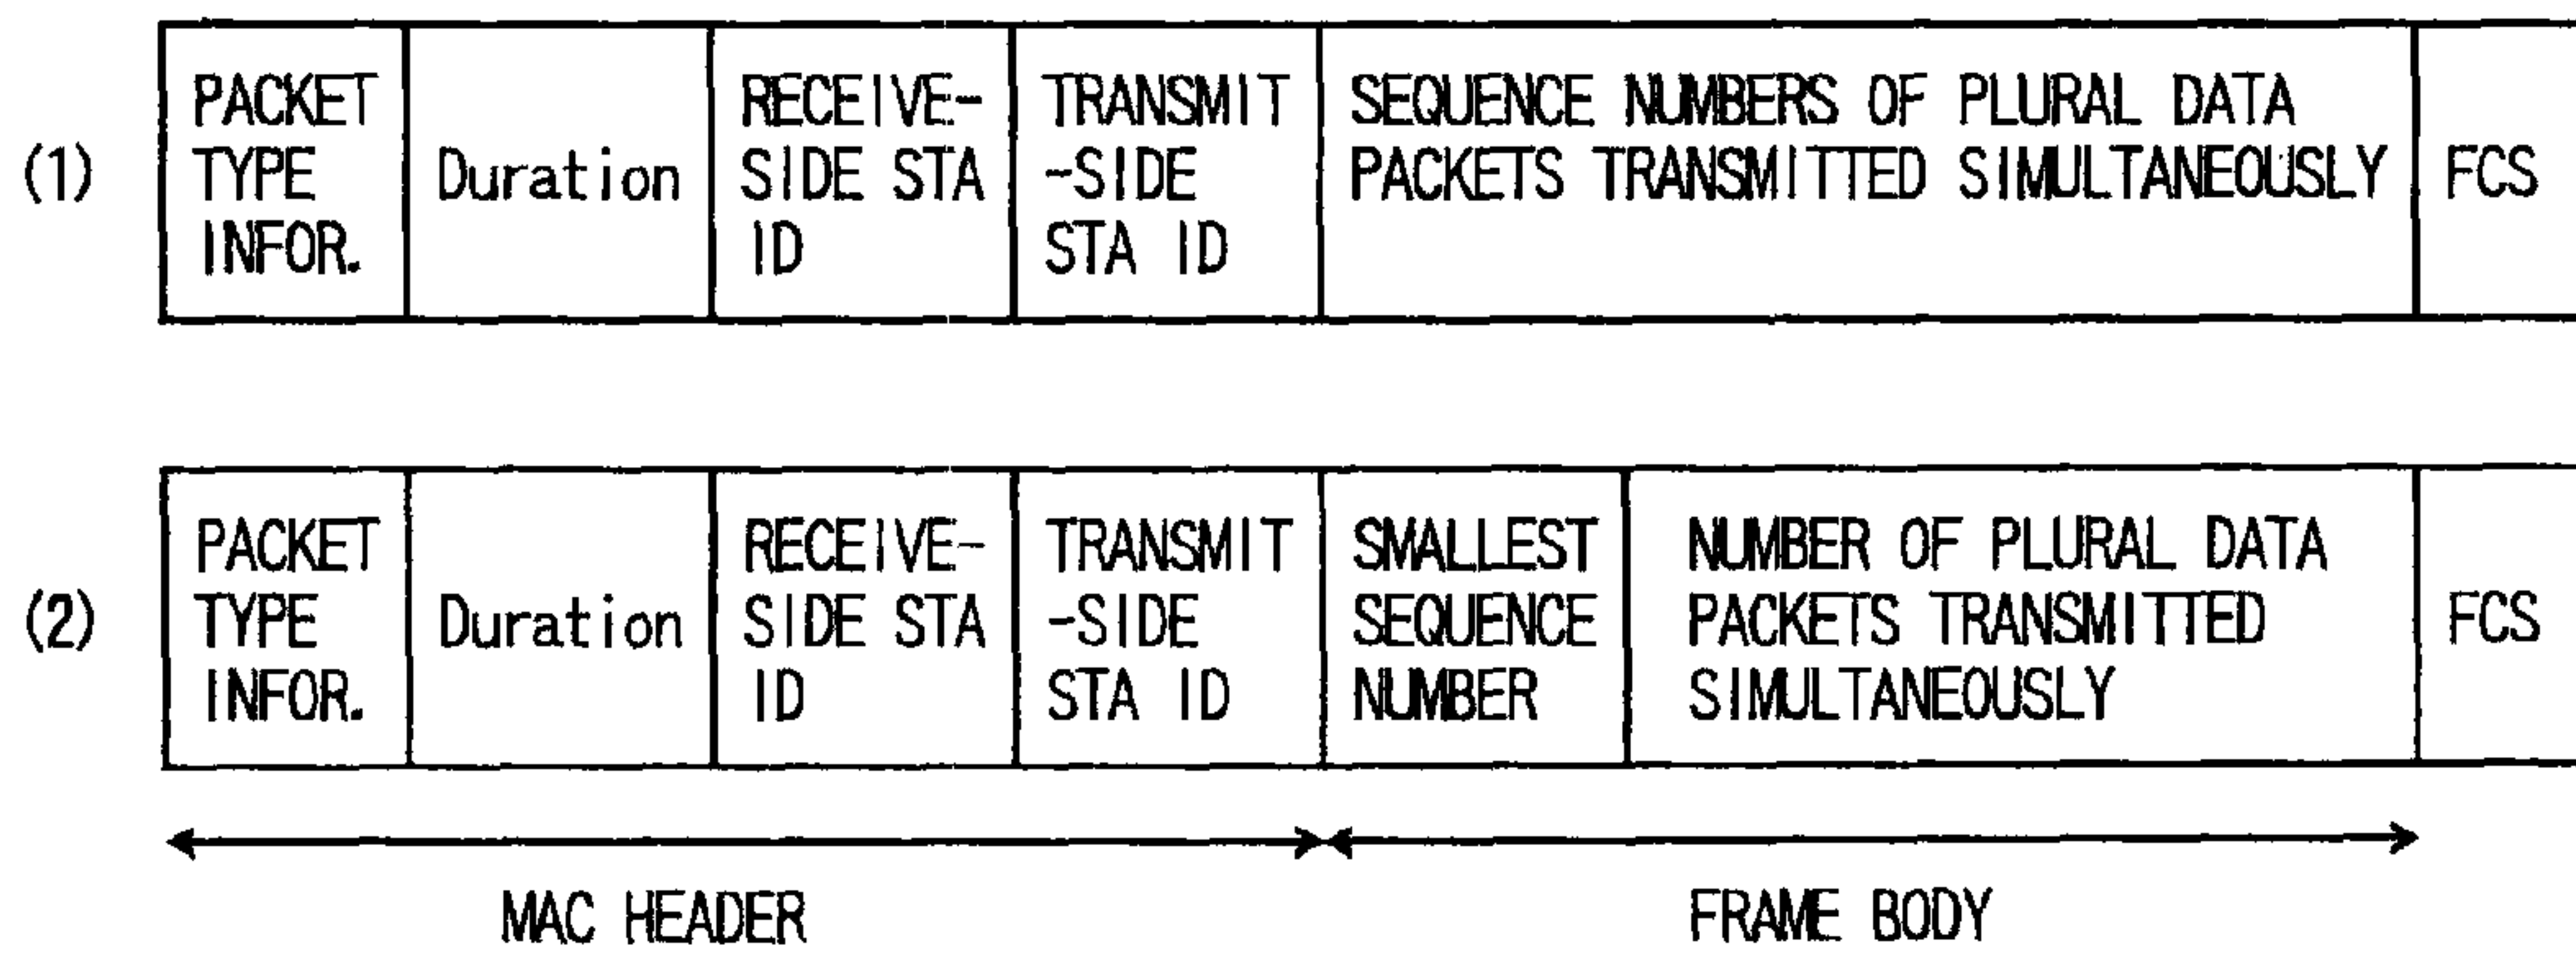 (1)
PACKET
TYPE
INFOR.
Duration
RECEIVE-
SIDE STA
ID
TRANSMIT
-SIDE
STA ID
SEQUENCE NUMBERS OF PLURAL DATA
PACKETS TRANSMITTED SIMULTANEOUSLY
FCS
(2)
PACKET
TYPE
INFOR.
Duration
RECEIVE-
SIDE STA
ID
TRANSMIT
-SIDE
STA ID
SMALLEST
SEQUENCE
NUMBER
NUMBER OF PLURAL DATA
PACKETS TRANSMITTED
SIMULTANEOUSLY
FCS
MAC HEADER
FRAME BODY